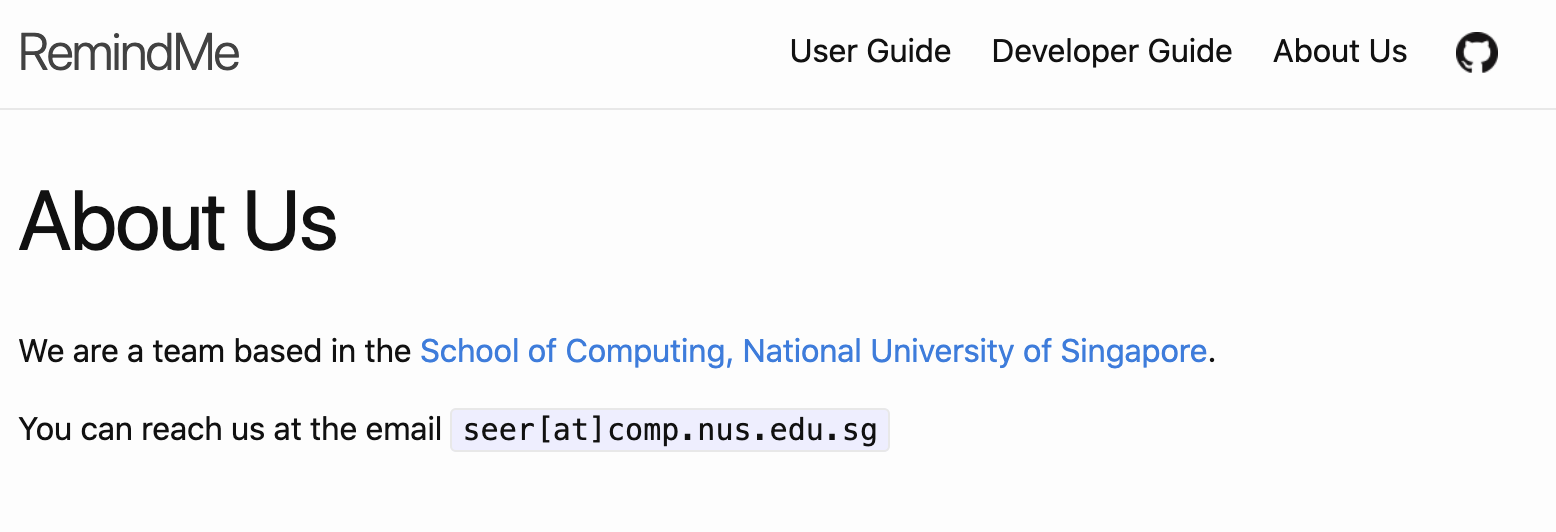 RemindMe
User Guide Developer Guide About Us
About Us
We are a team based in the School of Computing, National University of Singapore.
You can reach us at the email seer[at]comp.nus.edu.sg